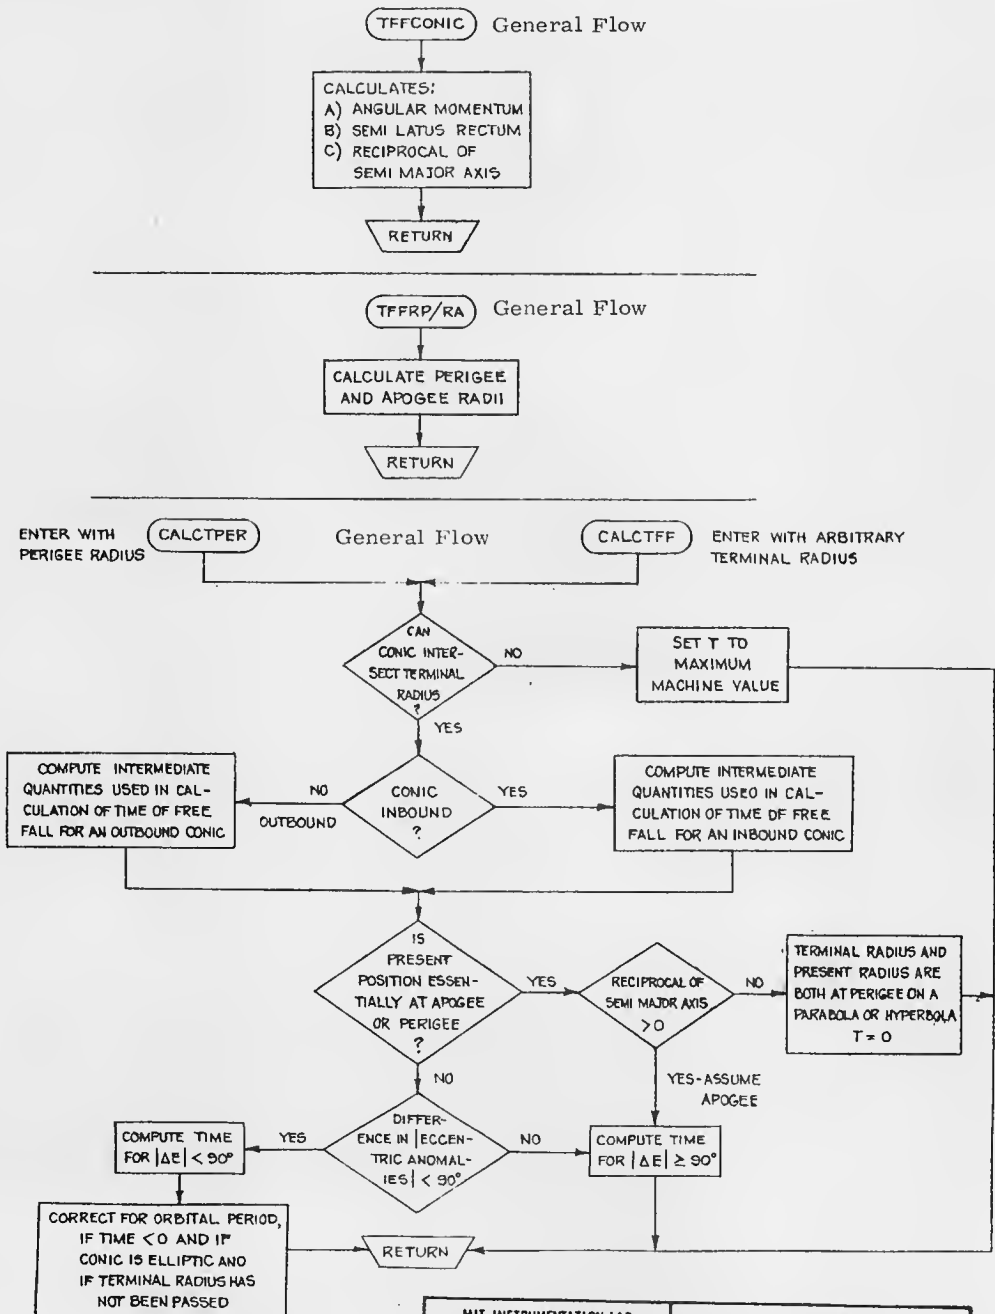 TFFCONIC General Flow
CALCULATES:
A) ANGULAR MOMENTUM
B) SEMI LATUS RECTUM
C) RECIPROCAL OF
SEMI MAJOR AXIS
RETURN
TFFRP/RA General Flow
CALCULATE PERIGEE
AND APOGEE RADII
RETURN
ENTER WITH
PERIGEE RADIUS
CALCTPER
General Flow
CALCTFF
ENTER WITH ARBITRARY
TERMINAL RADIUS
CAN
CONIC INTER-
SECT TERMINAL
RADIUS
?
NO
SET T TO
MAXIMUM
MACHINE VALUE
YES
COMPUTE INTERMEDIATE
QUANTITIES USED IN CAL-
CULATION OF TIME OF FREE
FALL FOR AN OUTBOUND CONIC
NO
OUTBOUND
CONIC
INBOUND
?
YES
COMPUTE INTERMEDIATE
QUANTITIES USED IN CAL-
CULATION OF TIME OF FREE
FALL FOR AN INBOUND CONIC
IS
PRESENT
POSITION ESSEN-
TIALLY AT APOGEE
OR PERIGEE
?
YES
RECIPROCAL OF
SEMI MAJOR AXIS
>0
NO
TERMINAL RADIUS AND
PRESENT RADIUS ARE
BOTH AT PERIGEE ON A
PARABOLA OR HYPERBOLA
T = 0
NO
YES-ASSUME
APOGEE
COMPUTE TIME
FOR |ΔE| < 90°
YES
DIFFER-
ENCE IN |ECCEN-
TRIC ANOMAL-
IES| < 90°
NO
COMPUTE TIME
FOR |ΔE| ≥ 90°
CORRECT FOR ORBITAL PERIOD,
IF TIME <0 AND IF
CONIC IS ELLIPTIC AND
IF TERMINAL RADIUS HAS
NOT BEEN PASSED
RETURN
MIT INSTRUMENTATION LAB